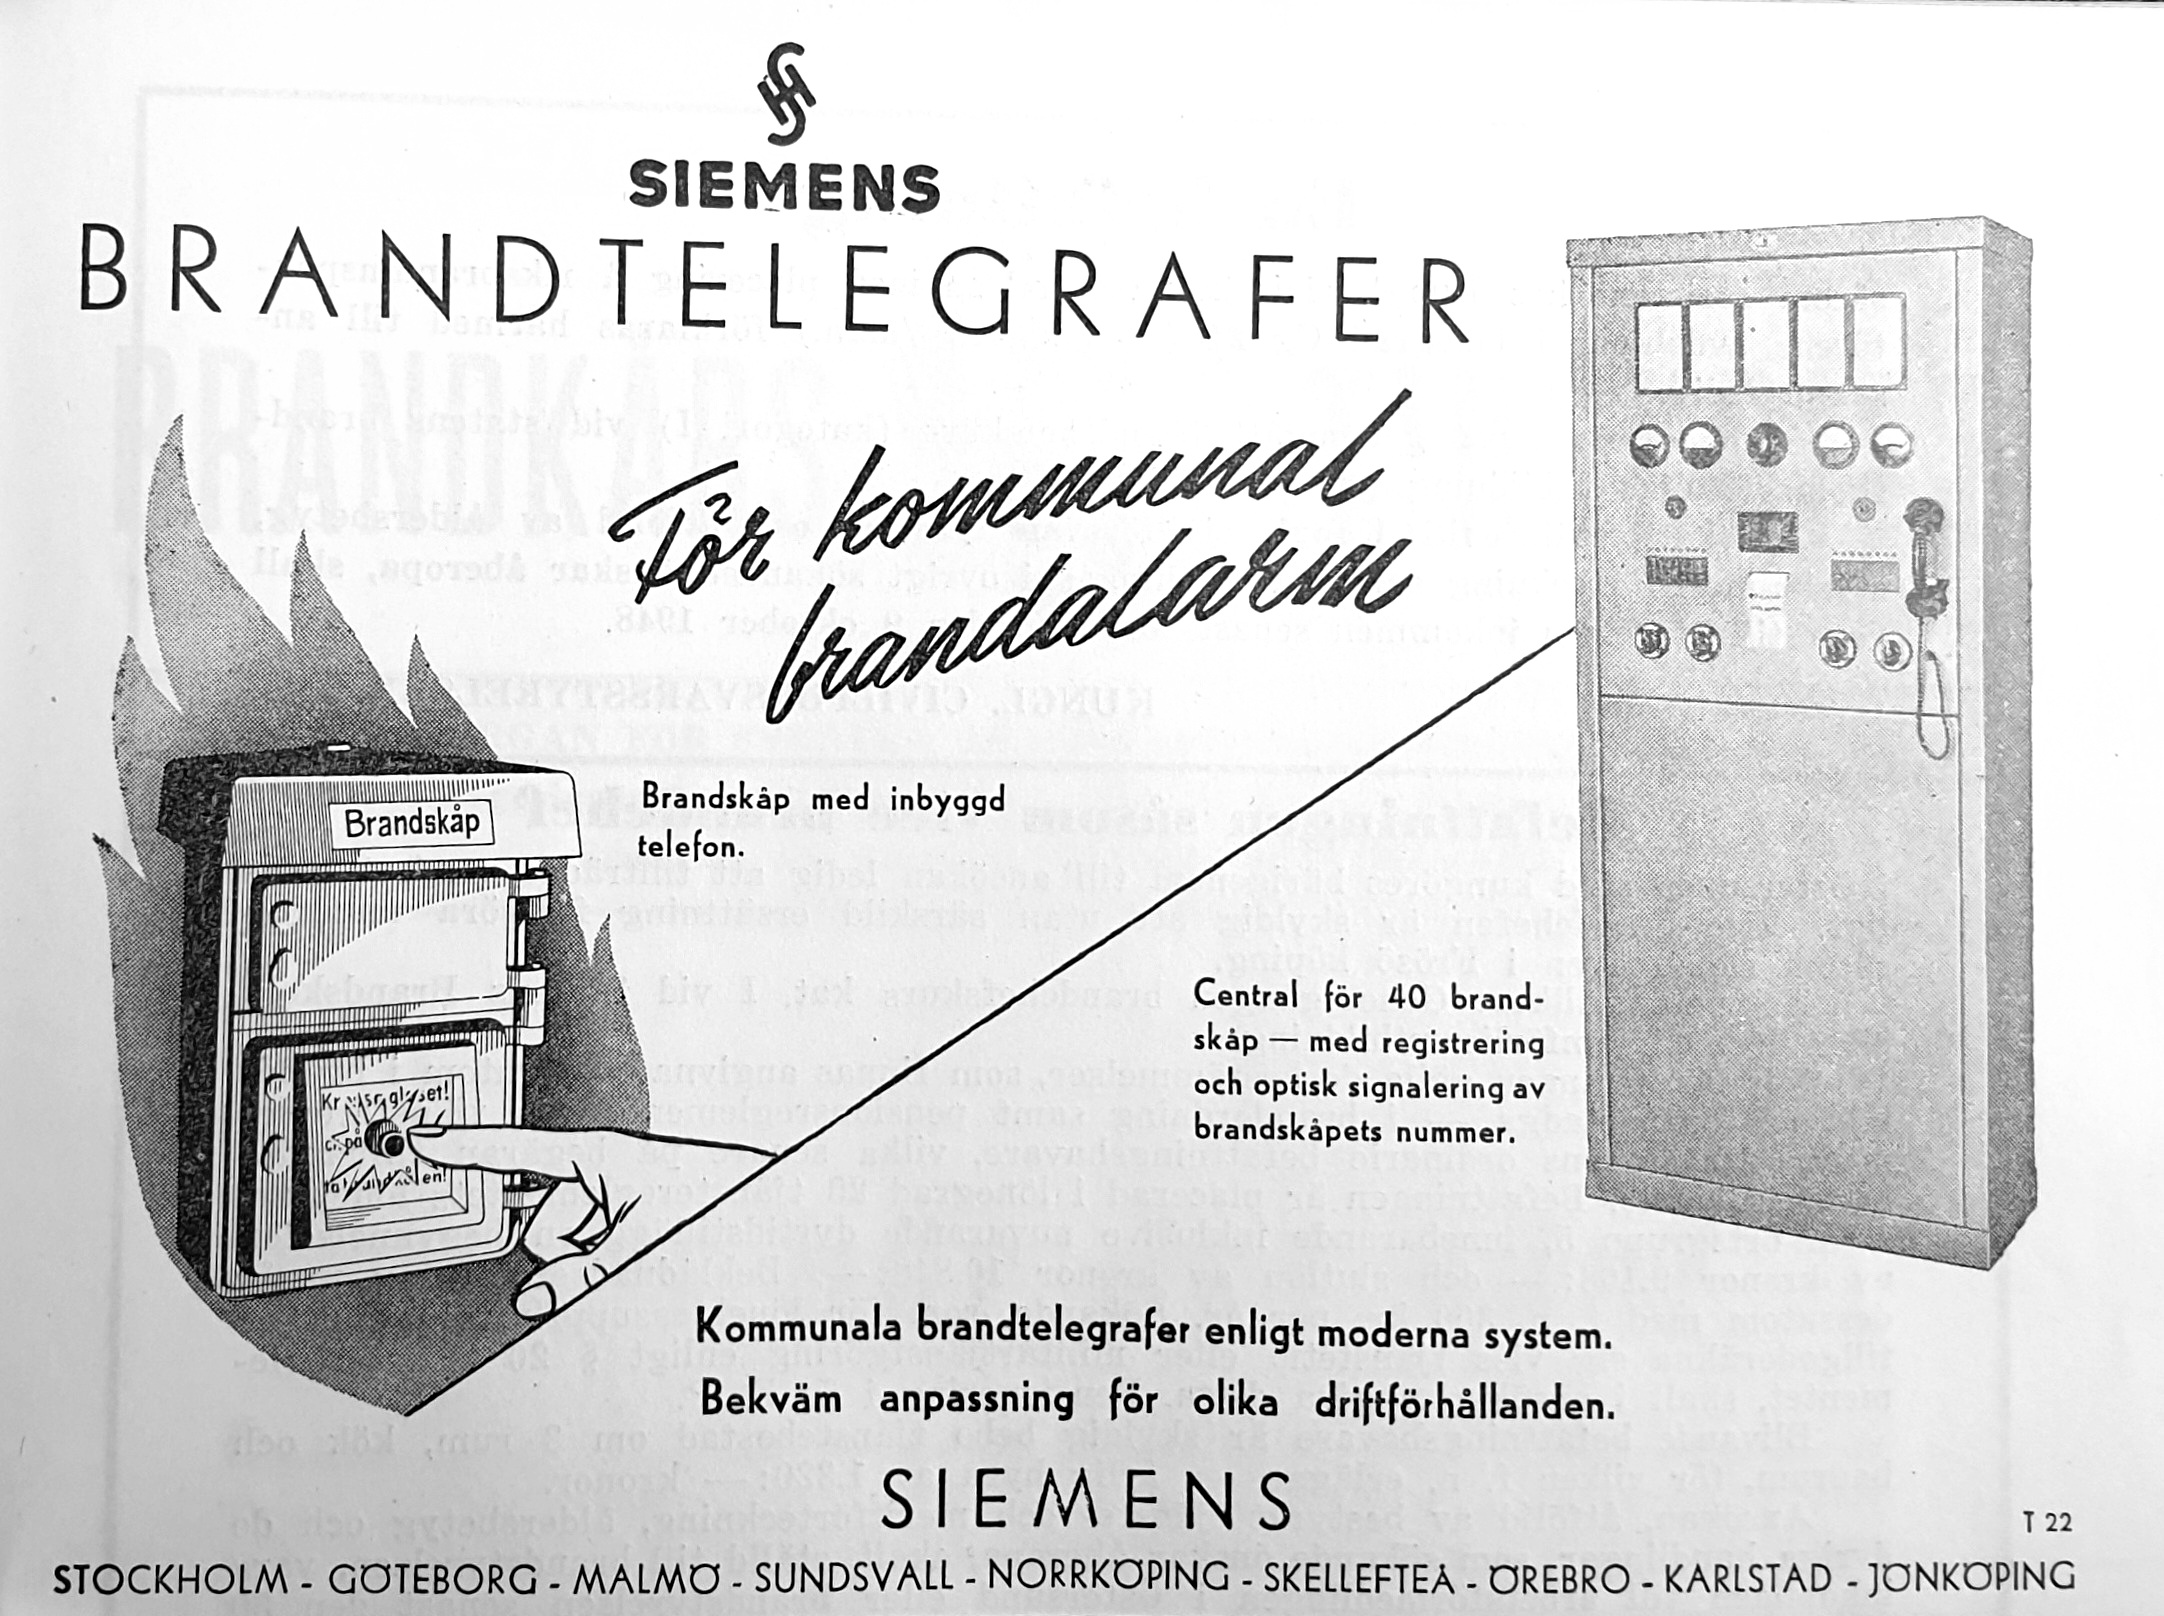 SIEMENS
BRANDTELEGRAFER
För kommunal
brandalarm
Brandskåp
Brandskåp med inbyggd
telefon.
Central för 40 brand-
skåp — med registrering
och optisk signalering av
brandskåpets nummer.
Kommunala brandtelegrafer enligt moderna system.
Bekväm anpassning för olika driftförhållanden.
SIEMENS
T 22
STOCKHOLM - GÖTEBORG - MALMÖ - SUNDSVALL - NORRKÖPING - SKELLEFTEÅ - ÖREBRO - KARLSTAD - JÖNKÖPING